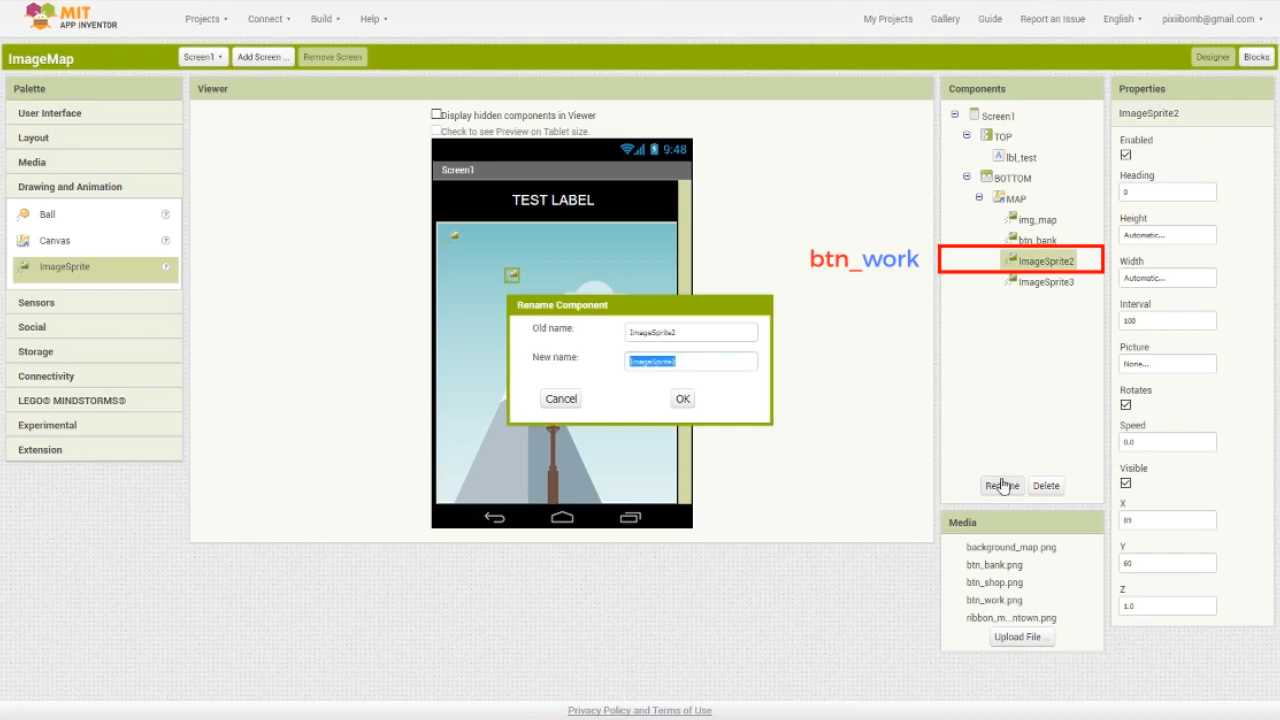 MIT
APP INVENTOR
Projects Connect Build Help
My Projects Gallery Guide Report an Issue English pixiibomb@gmail.com
ImageMap
Screen1 Add Screen ... Remove Screen
Designer Blocks
Palette
User Interface
Layout
Media
Drawing and Animation
Ball ?
Canvas ?
ImageSprite ?
Sensors
Social
Storage
Connectivity
LEGO® MINDSTORMS®
Experimental
Extension
Viewer
Display hidden components in Viewer
Check to see Preview on Tablet size.
9:48
Screen1
TEST LABEL
Rename Component
Old name: ImageSprite2
New name: ImageSprite2
Cancel OK
btn_work
Components
Screen1
TOP
lbl_test
BOTTOM
MAP
img_map
btn_bank
ImageSprite2
ImageSprite3
Delete
Media
background_map.png
btn_bank.png
btn_shop.png
btn_work.png
ribbon_m...ntown.png
Upload File ...
Properties
ImageSprite2
Enabled
Heading
0
Height
Automatic...
Width
Automatic...
Interval
100
Picture
None...
Rotates
Speed
0.0
Visible
X
89
Y
60
Z
1.0
Privacy Policy and Terms of Use